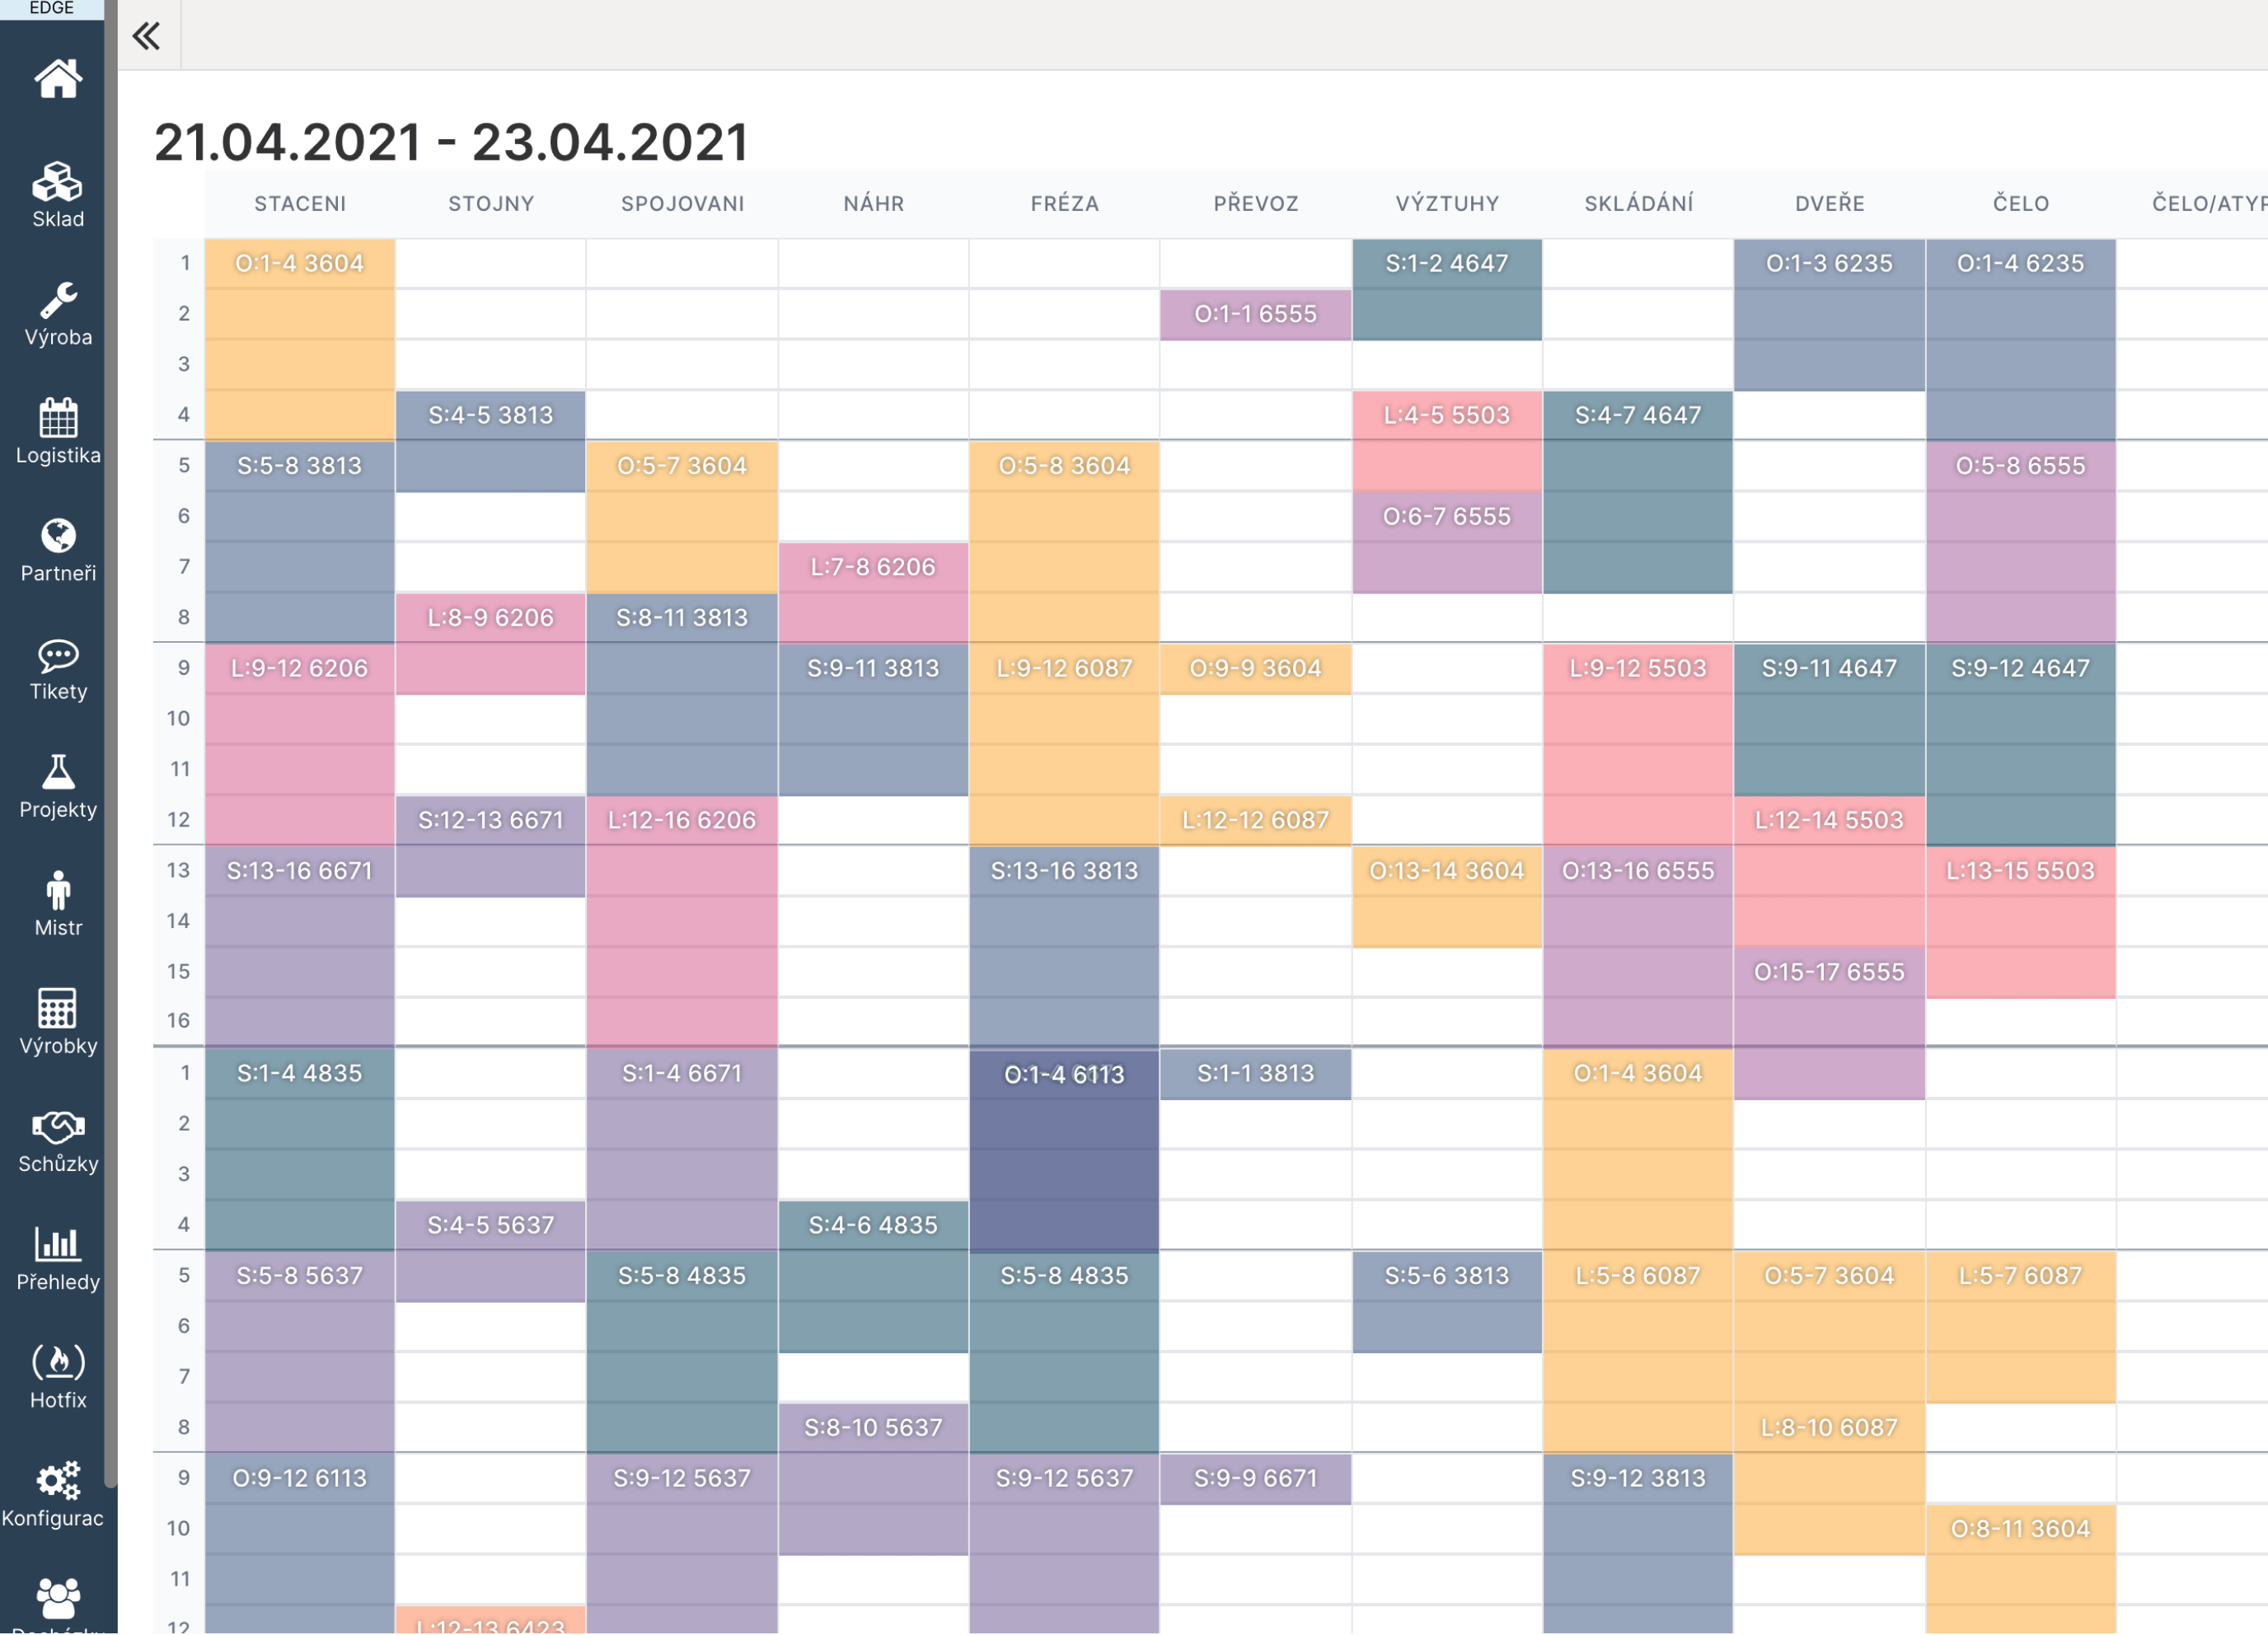 EDGE
Sklad
Výroba
Logistika
Partneři
Tikety
Projekty
Mistr
Výrobky
Schůzky
Přehledy
Hotfix
Konfigurac
21.04.2021 - 23.04.2021
STACENI STOJNY SPOJOVANI NÁHR FRÉZA PŘEVOZ VÝZTUHY SKLÁDÁNÍ DVEŘE ČELO ČELO/ATYP
1 O:1-4 3604 S:1-2 4647 O:1-3 6235 O:1-4 6235
2 O:1-1 6555
3
4 S:4-5 3813 L:4-5 5503 S:4-7 4647
5 S:5-8 3813 O:5-7 3604 O:5-8 3604 O:5-8 6555
6 O:6-7 6555
7 L:7-8 6206
8 L:8-9 6206 S:8-11 3813
9 L:9-12 6206 S:9-11 3813 L:9-12 6087 O:9-9 3604 L:9-12 5503 S:9-11 4647 S:9-12 4647
10
11
12 S:12-13 6671 L:12-16 6206 L:12-12 6087 L:12-14 5503
13 S:13-16 6671 S:13-16 3813 O:13-14 3604 O:13-16 6555 L:13-15 5503
14
15 O:15-17 6555
16
1 S:1-4 4835 S:1-4 6671 O:1-4 6113 S:1-1 3813 O:1-4 3604
2
3
4 S:4-5 5637 S:4-6 4835
5 S:5-8 5637 S:5-8 4835 S:5-8 4835 S:5-6 3813 L:5-8 6087 O:5-7 3604 L:5-7 6087
6
7
8 S:8-10 5637 L:8-10 6087
9 O:9-12 6113 S:9-12 5637 S:9-12 5637 S:9-9 6671 S:9-12 3813
10 O:8-11 3604
11
12 L:12-13 6423